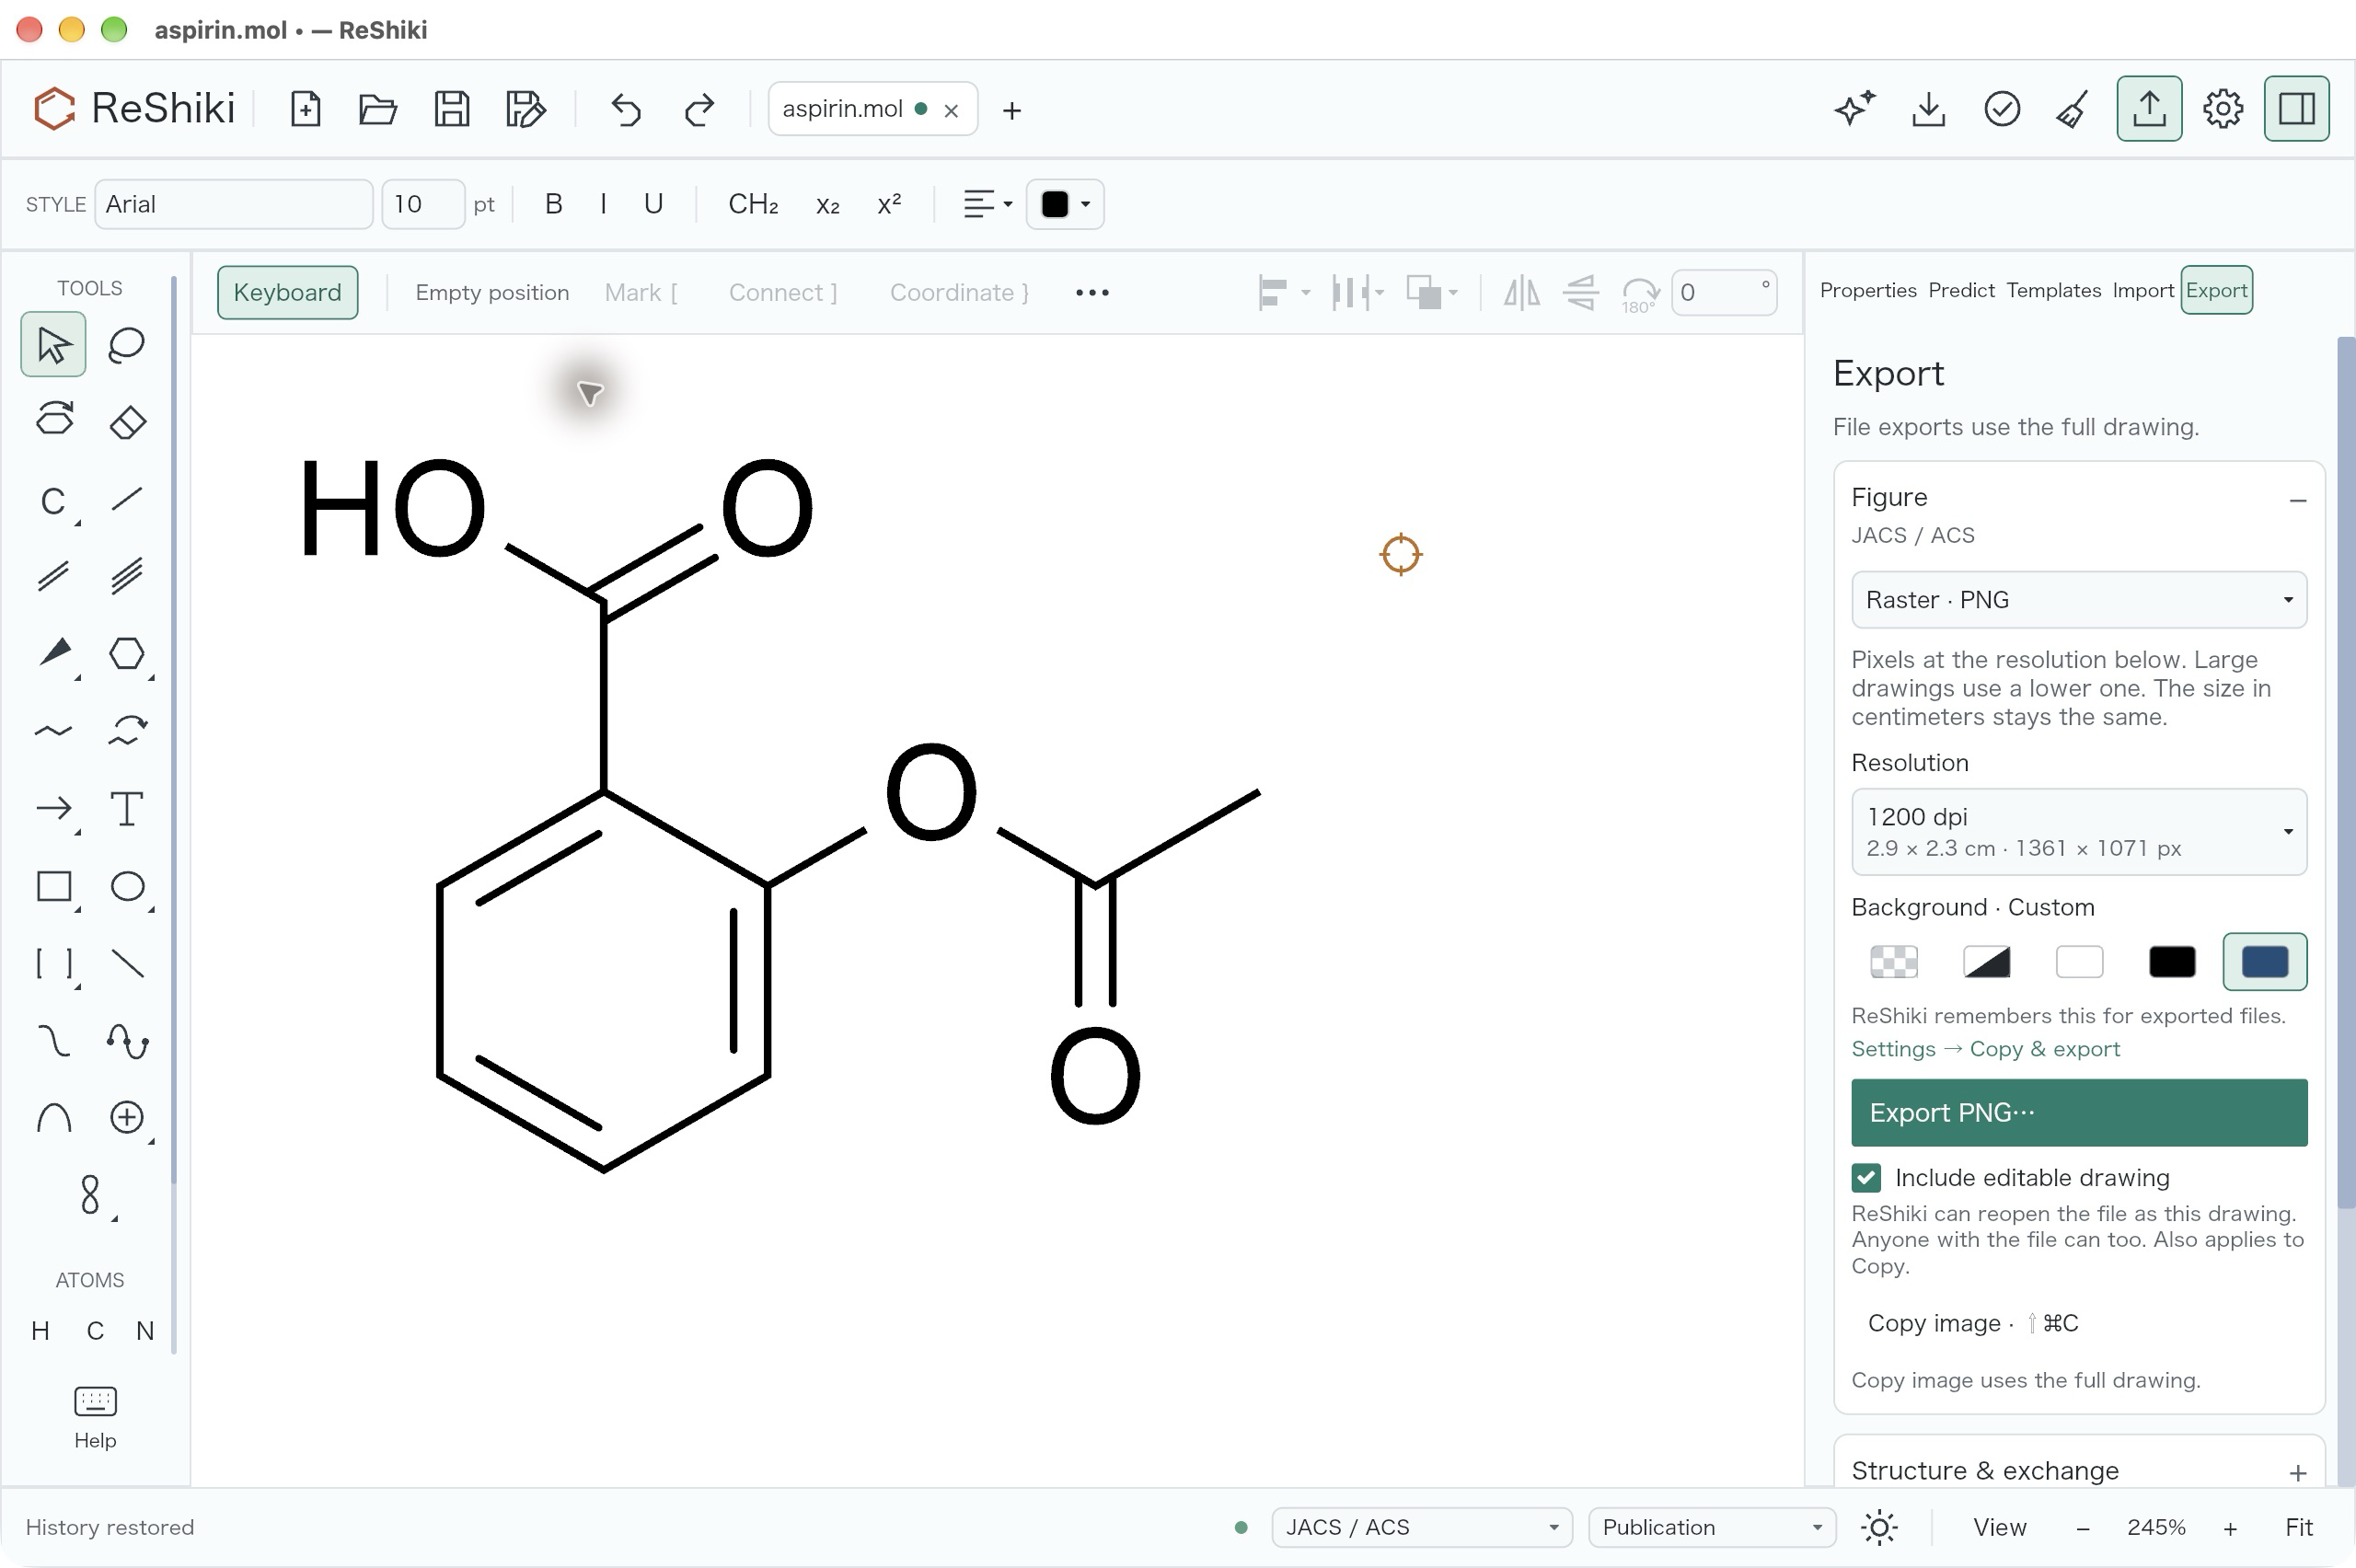 aspirin.mol • — ReShiki
ReShiki
aspirin.mol
STYLE Arial 10 pt B I U CH₂ x₂ x²
TOOLS
Keyboard Empty position Mark [ Connect ] Coordinate } 180° 0 °
Properties Predict Templates Import Export
C
T
[ ]
ATOMS
H C N
Help
HO O
O
O
Export
File exports use the full drawing.
Figure
JACS / ACS
Raster · PNG
Pixels at the resolution below. Large
drawings use a lower one. The size in
centimeters stays the same.
Resolution
1200 dpi
2.9 × 2.3 cm · 1361 × 1071 px
Background · Custom
ReShiki remembers this for exported files.
Settings → Copy & export
Export PNG···
Include editable drawing
ReShiki can reopen the file as this drawing.
Anyone with the file can too. Also applies to
Copy.
Copy image · ⇧⌘C
Copy image uses the full drawing.
Structure & exchange
History restored JACS / ACS Publication View − 245% + Fit